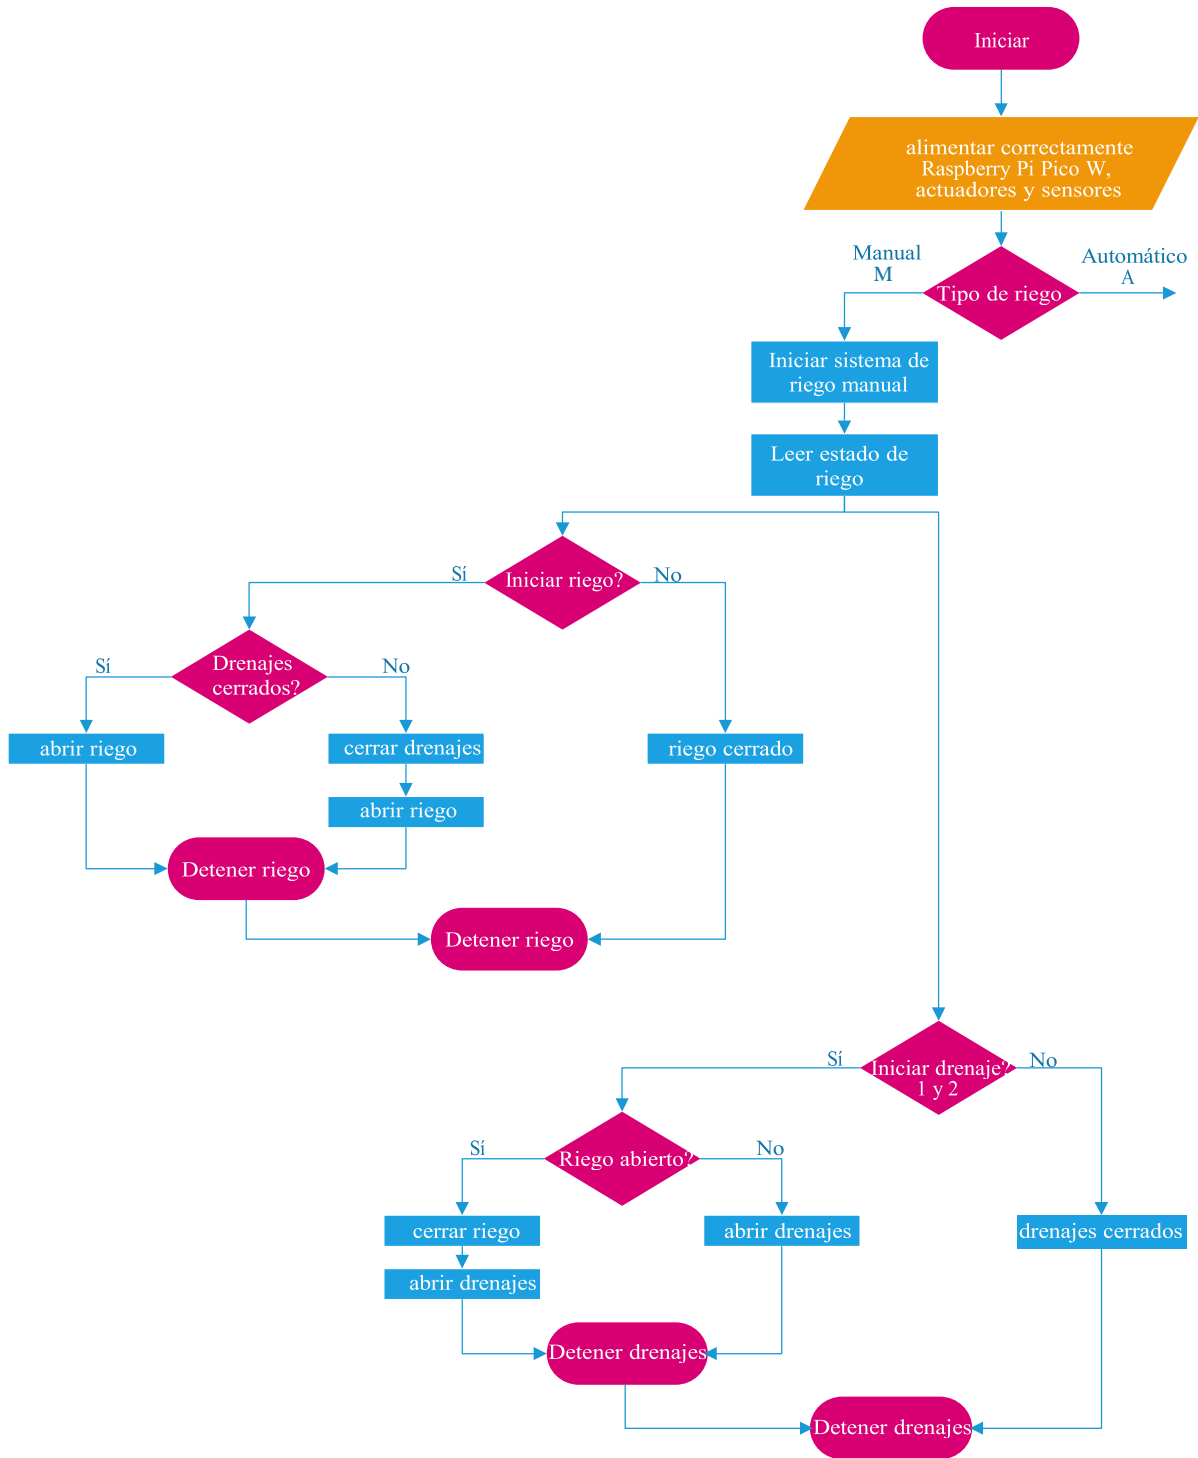 Iniciar
alimentar correctamente
Raspberry Pi Pico W,
actuadores y sensores
Manual
M
Tipo de riego
Automático
A
Iniciar sistema de
riego manual
Leer estado de
riego
Iniciar riego?
Sí
No
Drenajes
cerrados?
Sí
No
abrir riego
cerrar drenajes
riego cerrado
abrir riego
Detener riego
Detener riego
Iniciar drenaje?
1 y 2
Sí
No
Riego abierto?
Sí
No
cerrar riego
abrir drenajes
drenajes cerrados
abrir drenajes
Detener drenajes
Detener drenajes